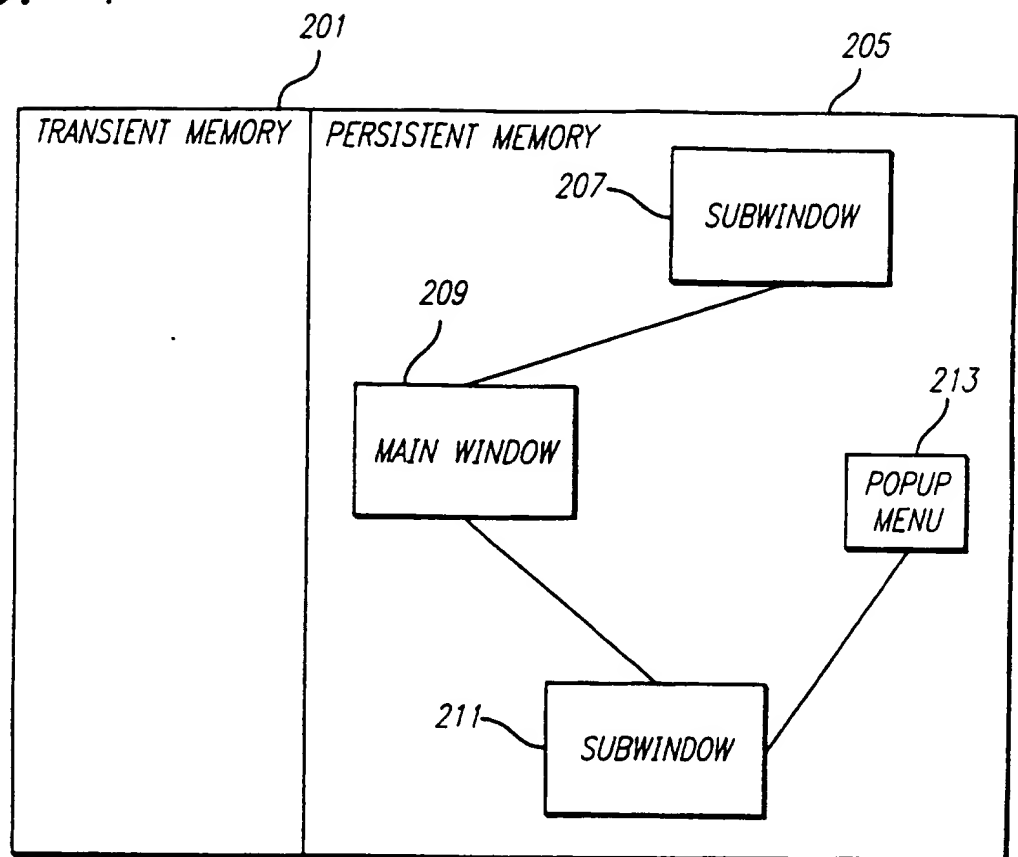 201
205
TRANSIENT MEMORY
PERSISTENT MEMORY
207
SUBWINDOW
209
MAIN WINDOW
213
POPUP
MENU
211
SUBWINDOW